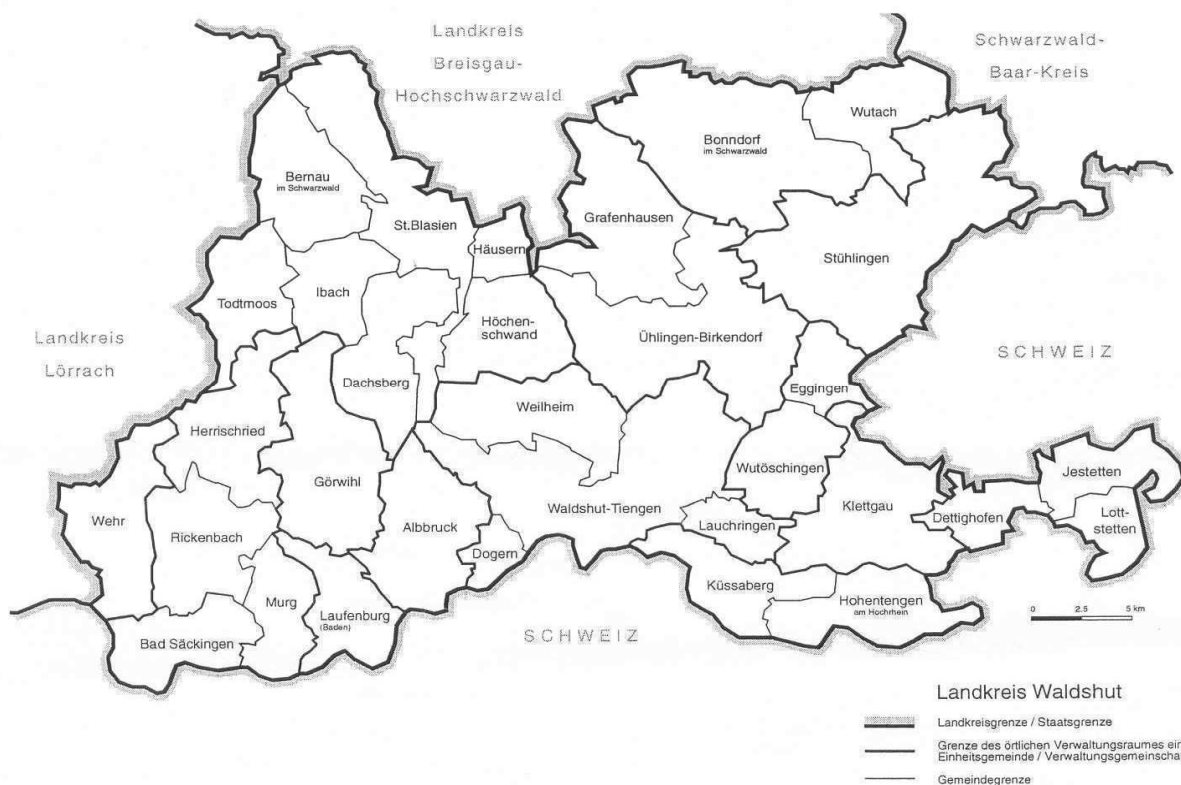 Landkreis
Breisgau-
Hochschwarzwald
Schwarzwald-
Baar-Kreis
Wutach
Bonndorf
im Schwarzwald
Bernau
im Schwarzwald
Grafenhausen
St.Blasien
Häusern
Stühlingen
Ibach
Todtmoos
Höchen-
schwand
Ühlingen-Birkendorf
Landkreis
Lörrach
SCHWEIZ
Dachsberg
Eggingen
Weilheim
Herrischried
Wutöschingen
Jestetten
Görwihl
Klettgau
Waldshut-Tiengen
Lott-
stetten
Wehr
Albbruck
Lauchringen
Dettighofen
Rickenbach
Dogern
Küssaberg
Murg
Laufenburg
(Baden)
Hohentengen
am Hochrhein
0 2.5 5 km
Bad Säckingen
SCHWEIZ
Landkreis Waldshut
Landkreisgrenze / Staatsgrenze
Grenze des örtlichen Verwaltungsraumes ein
Einheitsgemeinde / Verwaltungsgemeinscha
Gemeindegrenze